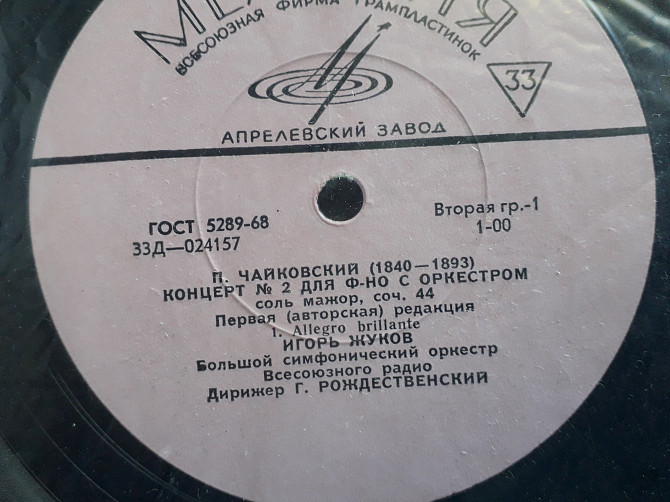 ВСЕСОЮЗНАЯ ФИРМА ГРАМПЛАСТИНОК
33
АПРЕЛЕВСКИЙ ЗАВОД
ГОСТ 5289-68
33Д—024157
Вторая гр.-1
1-00
П. ЧАЙКОВСКИЙ (1840—1893)
КОНЦЕРТ № 2 ДЛЯ Ф-НО С ОРКЕСТРОМ
соль мажор, соч. 44
Первая (авторская) редакция
1. Allegro brillante
ИГОРЬ ЖУКОВ
Большой симфонический оркестр
Всесоюзного радио
Дирижер Г. РОЖДЕСТВЕНСКИЙ